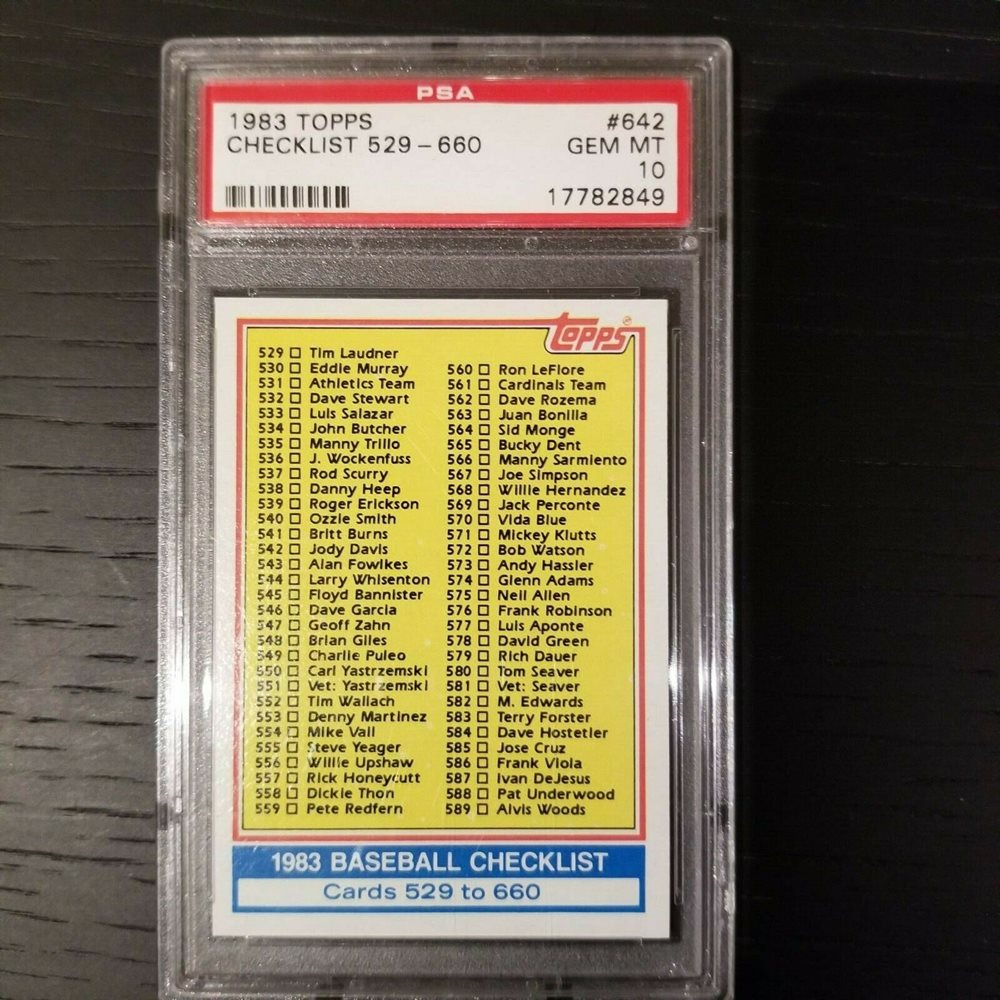 PSA
1983 TOPPS #642
CHECKLIST 529 - 660 GEM MT
10
17782849
topps
529 Tim Laudner
530 Eddie Murray
531 Athletics Team
532 Dave Stewart
533 Luis Salazar
534 John Butcher
535 Manny Trillo
536 J. Wockenfuss
537 Rod Scurry
538 Danny Heep
539 Roger Erickson
540 Ozzie Smith
541 Britt Burns
542 Jody Davis
543 Alan Fowlkes
544 Larry Whisenton
545 Floyd Bannister
546 Dave Garcia
547 Geoff Zahn
548 Brian Giles
549 Charlie Puleo
550 Carl Yastrzemski
551 Vet: Yastrzemski
552 Tim Wallach
553 Denny Martinez
554 Mike Vail
555 Steve Yeager
556 Willie Upshaw
557 Rick Honeycutt
558 Dickie Thon
559 Pete Redfern
560 Ron LeFlore
561 Cardinals Team
562 Dave Rozema
563 Juan Bonilla
564 Sid Monge
565 Bucky Dent
566 Manny Sarmiento
567 Joe Simpson
568 Willie Hernandez
569 Jack Perconte
570 Vida Blue
571 Mickey Klutts
572 Bob Watson
573 Andy Hassler
574 Glenn Adams
575 Neil Allen
576 Frank Robinson
577 Luis Aponte
578 David Green
579 Rich Dauer
580 Tom Seaver
581 Vet: Seaver
582 M. Edwards
583 Terry Forster
584 Dave Hostetler
585 Jose Cruz
586 Frank Viola
587 Ivan DeJesus
588 Pat Underwood
589 Alvis Woods
1983 BASEBALL CHECKLIST
Cards 529 to 660